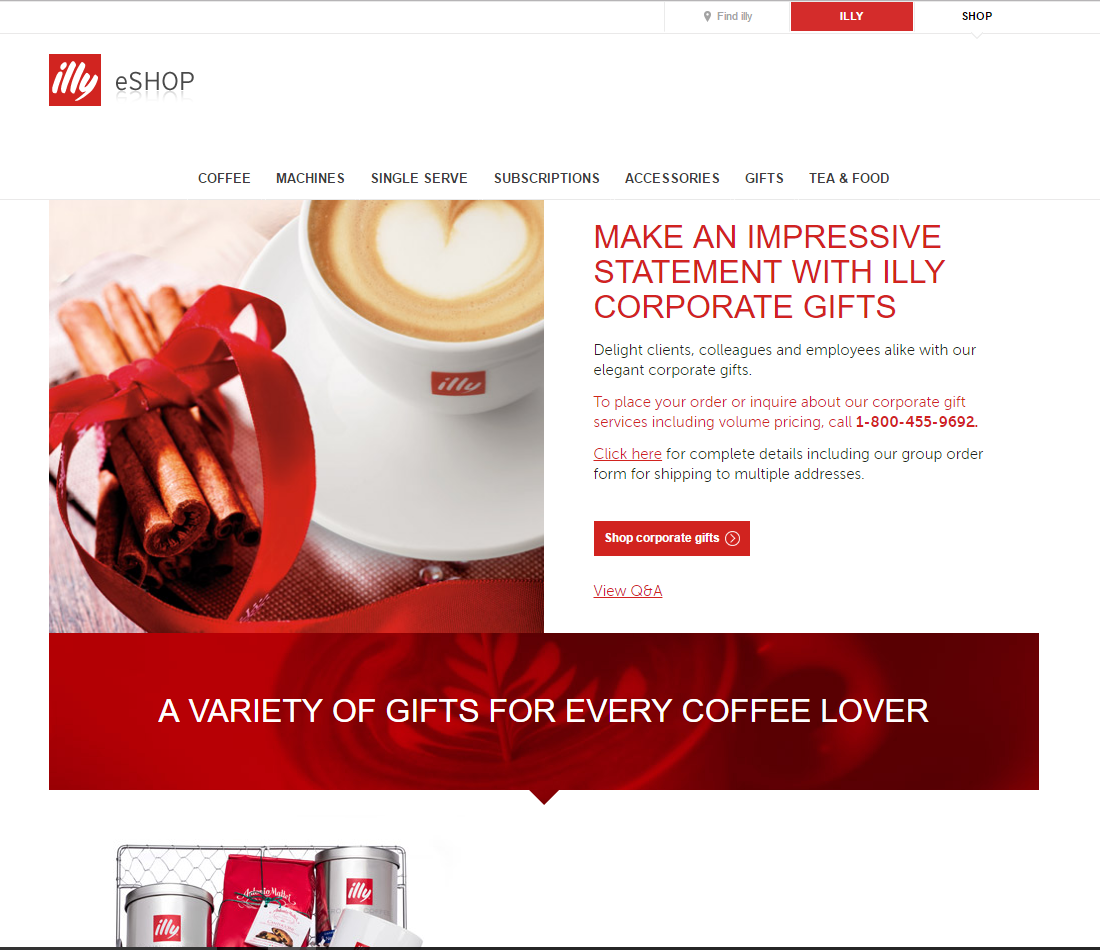 Find illy
ILLY
SHOP
illy
eSHOP
COFFEE MACHINES SINGLE SERVE SUBSCRIPTIONS ACCESSORIES GIFTS TEA & FOOD
illy
MAKE AN IMPRESSIVE
STATEMENT WITH ILLY
CORPORATE GIFTS
Delight clients, colleagues and employees alike with our
elegant corporate gifts.
To place your order or inquire about our corporate gift
services including volume pricing, call 1-800-455-9692.
Click here for complete details including our group order
form for shipping to multiple addresses.
Shop corporate gifts
View Q&A
A VARIETY OF GIFTS FOR EVERY COFFEE LOVER
Antonio Mattei
illy
illy